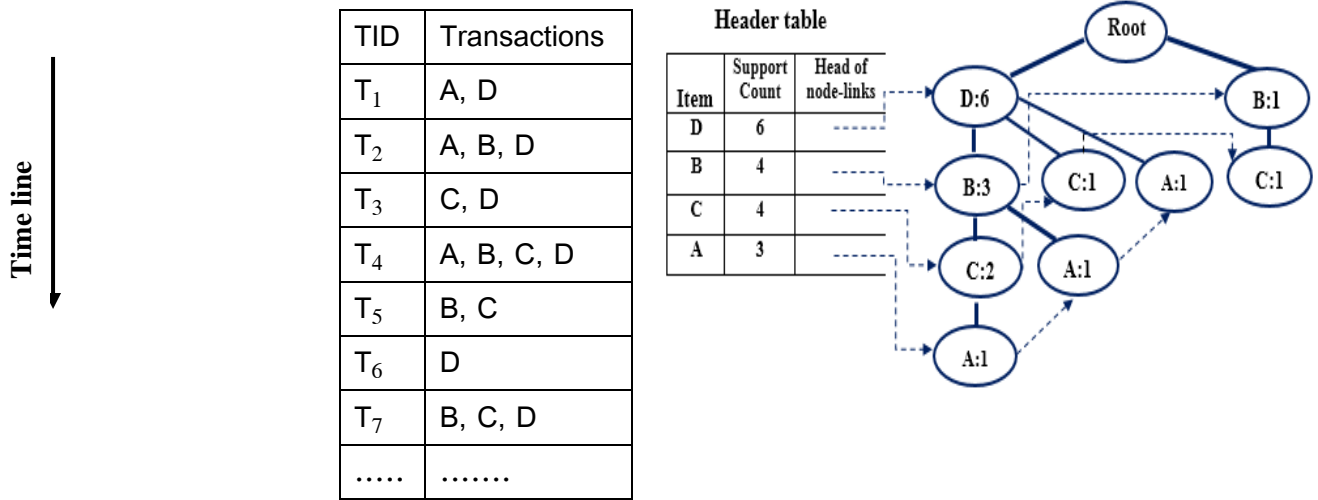 Time line
TID Transactions
T1 A, D
T2 A, B, D
T3 C, D
T4 A, B, C, D
T5 B, C
T6 D
T7 B, C, D
..... .......
Header table
Item Support Count Head of node-links
D 6
B 4
C 4
A 3
Root
D:6 B:1
B:3 C:1 A:1 C:1
C:2 A:1
A:1